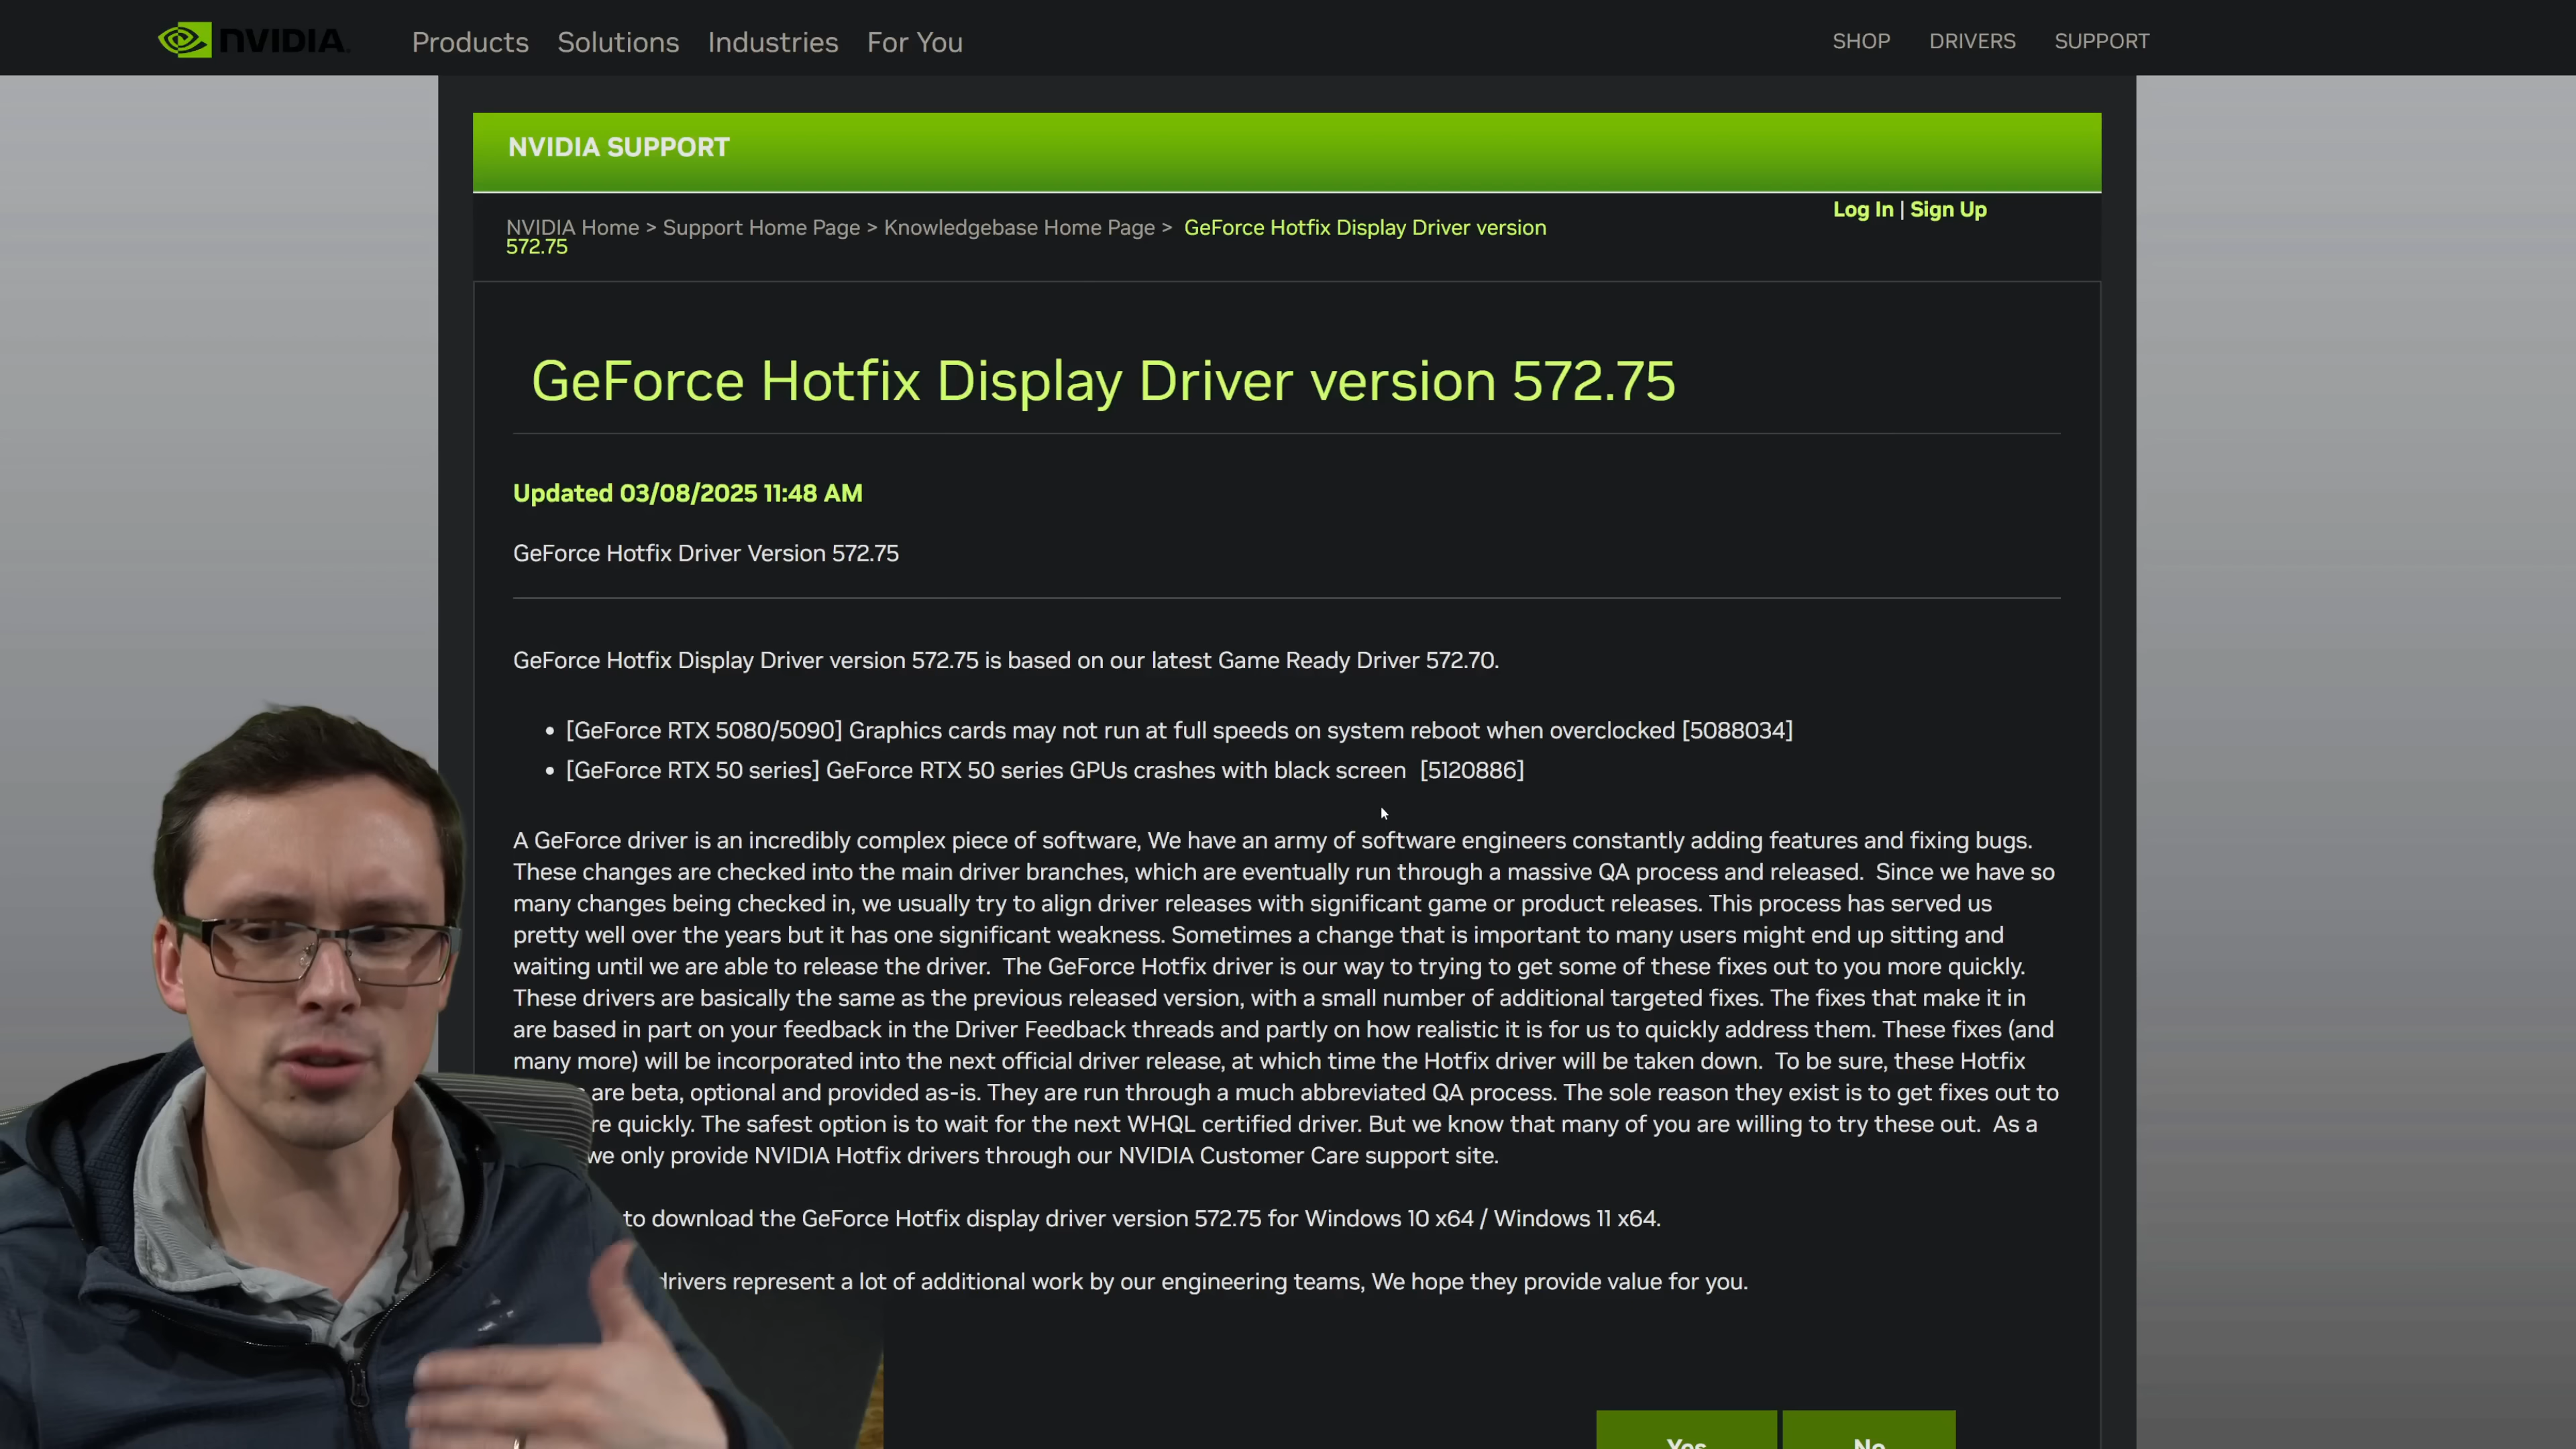 NVIDIA.
Products Solutions Industries For You
SHOP DRIVERS SUPPORT
NVIDIA SUPPORT
Log In | Sign Up
NVIDIA Home > Support Home Page > Knowledgebase Home Page > GeForce Hotfix Display Driver version
572.75
GeForce Hotfix Display Driver version 572.75
Updated 03/08/2025 11:48 AM
GeForce Hotfix Driver Version 572.75
GeForce Hotfix Display Driver version 572.75 is based on our latest Game Ready Driver 572.70.
• [GeForce RTX 5080/5090] Graphics cards may not run at full speeds on system reboot when overclocked [5088034]
• [GeForce RTX 50 series] GeForce RTX 50 series GPUs crashes with black screen [5120886]
A GeForce driver is an incredibly complex piece of software, We have an army of software engineers constantly adding features and fixing bugs.
These changes are checked into the main driver branches, which are eventually run through a massive QA process and released. Since we have so
many changes being checked in, we usually try to align driver releases with significant game or product releases. This process has served us
pretty well over the years but it has one significant weakness. Sometimes a change that is important to many users might end up sitting and
waiting until we are able to release the driver. The GeForce Hotfix driver is our way to trying to get some of these fixes out to you more quickly.
These drivers are basically the same as the previous released version, with a small number of additional targeted fixes. The fixes that make it in
are based in part on your feedback in the Driver Feedback threads and partly on how realistic it is for us to quickly address them. These fixes (and
many more) will be incorporated into the next official driver release, at which time the Hotfix driver will be taken down. To be sure, these Hotfix
are beta, optional and provided as-is. They are run through a much abbreviated QA process. The sole reason they exist is to get fixes out to
quickly. The safest option is to wait for the next WHQL certified driver. But we know that many of you are willing to try these out. As a
we only provide NVIDIA Hotfix drivers through our NVIDIA Customer Care support site.
to download the GeForce Hotfix display driver version 572.75 for Windows 10 x64 / Windows 11 x64.
drivers represent a lot of additional work by our engineering teams, We hope they provide value for you.
Yes No